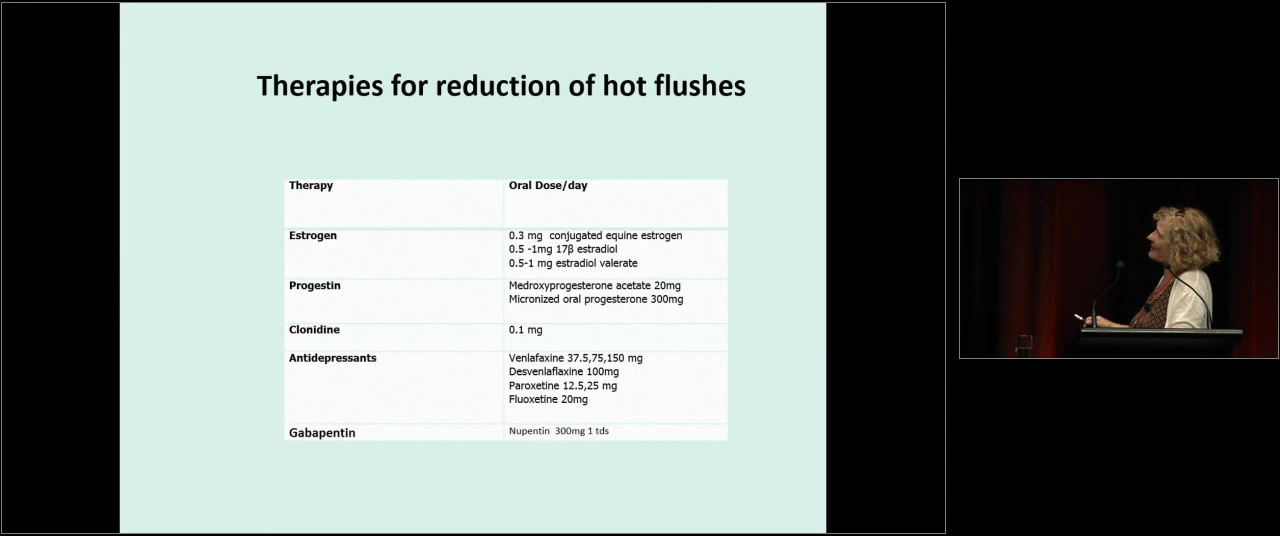 Therapies for reduction of hot flushes
Therapy Oral Dose/day
Estrogen 0.3 mg conjugated equine estrogen
0.5 -1mg 17β estradiol
0.5-1 mg estradiol valerate
Progestin Medroxyprogesterone acetate 20mg
Micronized oral progesterone 300mg
Clonidine 0.1 mg
Antidepressants Venlafaxine 37.5,75,150 mg
Desvenlaflaxine 100mg
Paroxetine 12.5,25 mg
Fluoxetine 20mg
Gabapentin Nupentin 300mg 1 tds